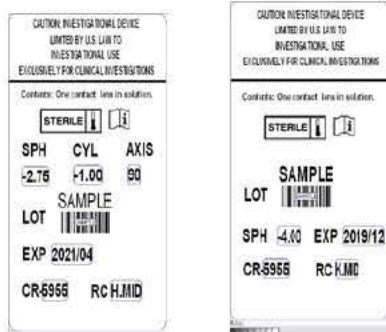 CAUTION: INVESTIGATIONAL DEVICE
LIMITED BY U.S. LAW TO
INVESTIGATIONAL USE
EXCLUSIVELY FOR CLINICAL INVESTIGATIONS
Contents: One contact lens in solution.
STERILE
SPH CYL AXIS
-2.75 -1.00 90
SAMPLE
LOT
EXP 2021/04
CR-5955 RC H.MID
CAUTION: INVESTIGATIONAL DEVICE
LIMITED BY U.S. LAW TO
INVESTIGATIONAL USE
EXCLUSIVELY FOR CLINICAL INVESTIGATIONS
Contents: One contact lens in solution.
STERILE
SAMPLE
LOT
SPH -4.00 EXP 2019/12
CR-5955 RC K.MID